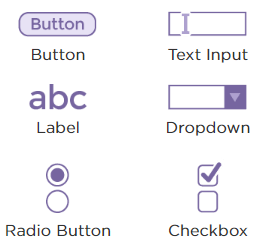 Button
Button
Text Input
abc
Label
Dropdown
Radio Button
Checkbox